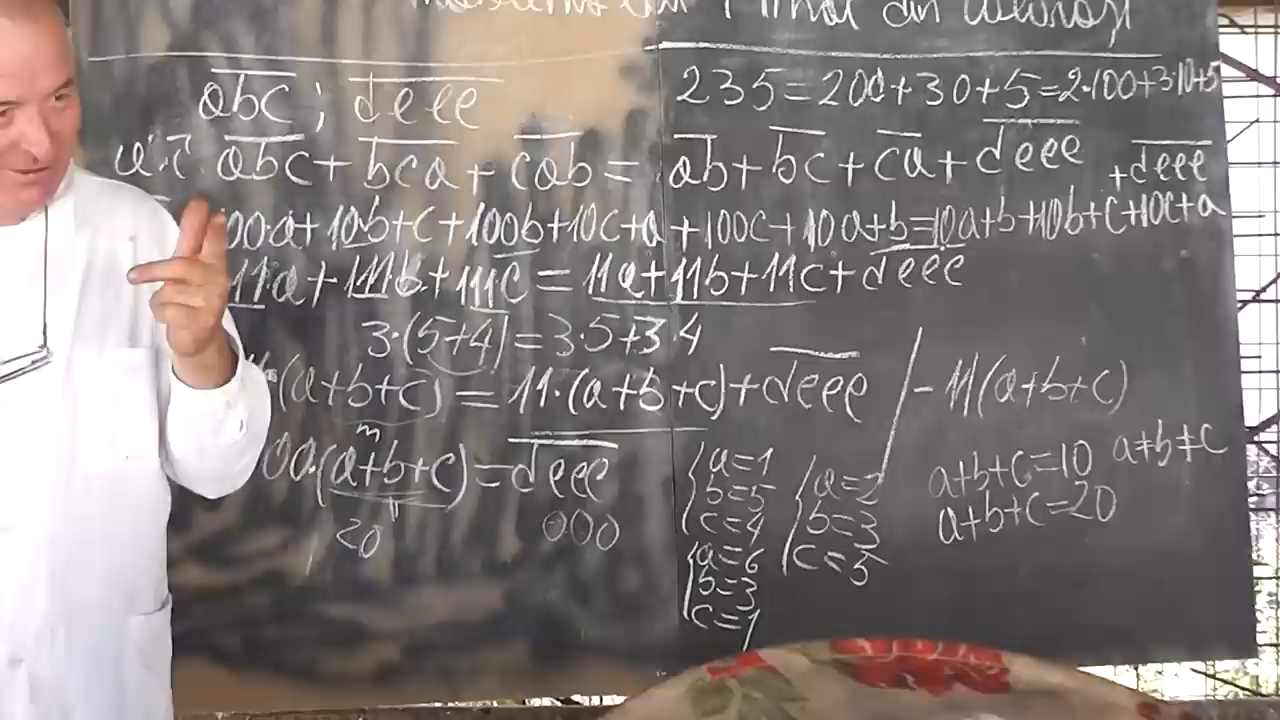 abc ; deee
235=200+30+5=2·100+3·10+5
abc+bca+cab= ab+bc+ca+deee
+deee
00·a+10b+c+100b+10c+a+100c+10a+b=10a+b+10b+c+10c+a
11·a+111b+111c=11a+11b+11c+deee
3·(5+4)=3·5+3·4
(a+b+c)=11·(a+b+c)+deee / -11(a+b+c)
m
00·(a+b+c)=deee
20 000
a=1
b=5
c=4
a=6
b=3
c=1
a=2
b=3
c=5
a+b+c=10 a≠b≠c
a+b+c=20